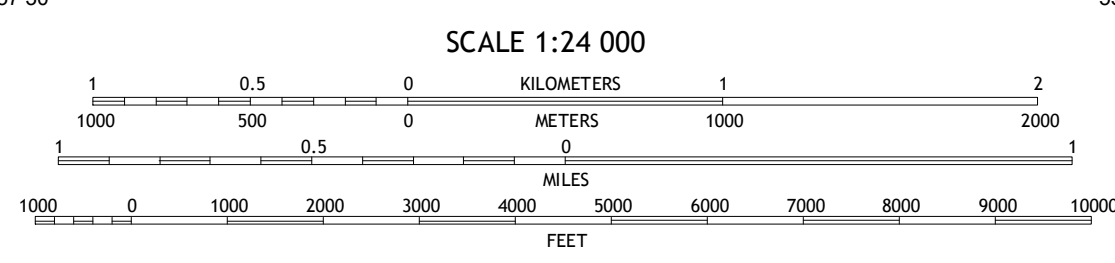 SCALE 1:24 000
1 0.5 0 KILOMETERS 1 2
1000 500 0 METERS 1000 2000
1 0.5 0 1
MILES
1000 0 1000 2000 3000 4000 5000 6000 7000 8000 9000 10000
FEET